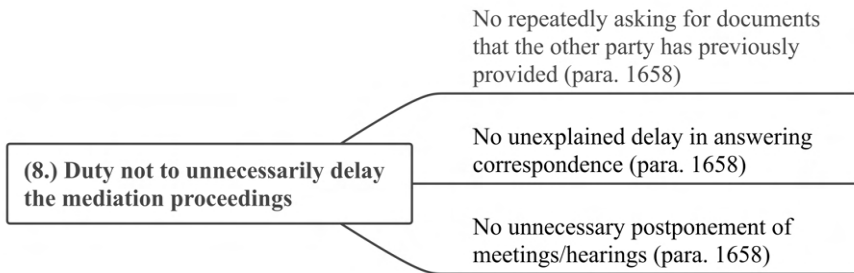 No repeatedly asking for documents
that the other party has previously
provided (para. 1658)
(8.) Duty not to unnecessarily delay
the mediation proceedings
No unexplained delay in answering
correspondence (para. 1658)
No unnecessary postponement of
meetings/hearings (para. 1658)